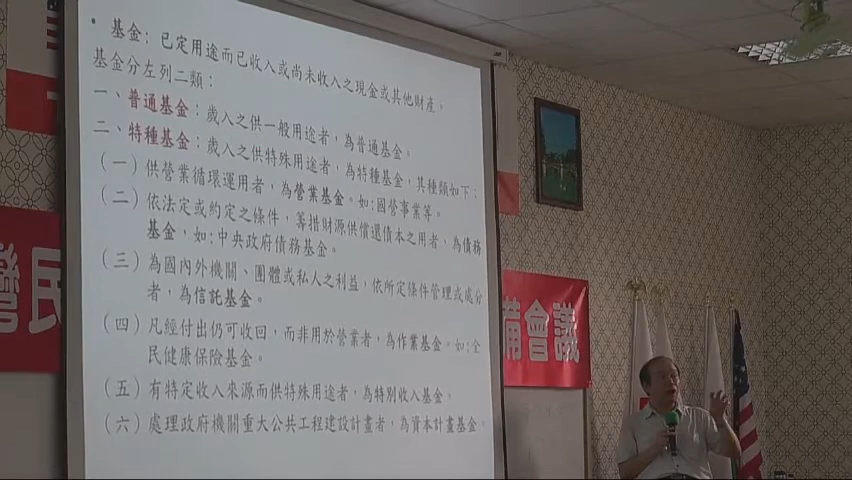 • 基金：已定用途而已收入或尚未收入之現金或其他財產。
基金分左列二類：
一、普通基金：歲入之供一般用途者，為普通基金。
二、特種基金：歲入之供特殊用途者，為特種基金，其種類如下：
（一）供營業循環運用者，為營業基金。如:國營事業等。
（二）依法定或約定之條件，籌措財源供償還債本之用者，為債務
基金，如:中央政府債務基金。
（三）為國內外機關、團體或私人之利益，依所定條件管理或處分
者，為信託基金。
（四）凡經付出仍可收回，而非用於營業者，為作業基金。如:全
民健康保險基金。
（五）有特定收入來源而供特殊用途者，為特別收入基金。
（六）處理政府機關重大公共工程建設計畫者，為資本計畫基金。
灣民
備會議